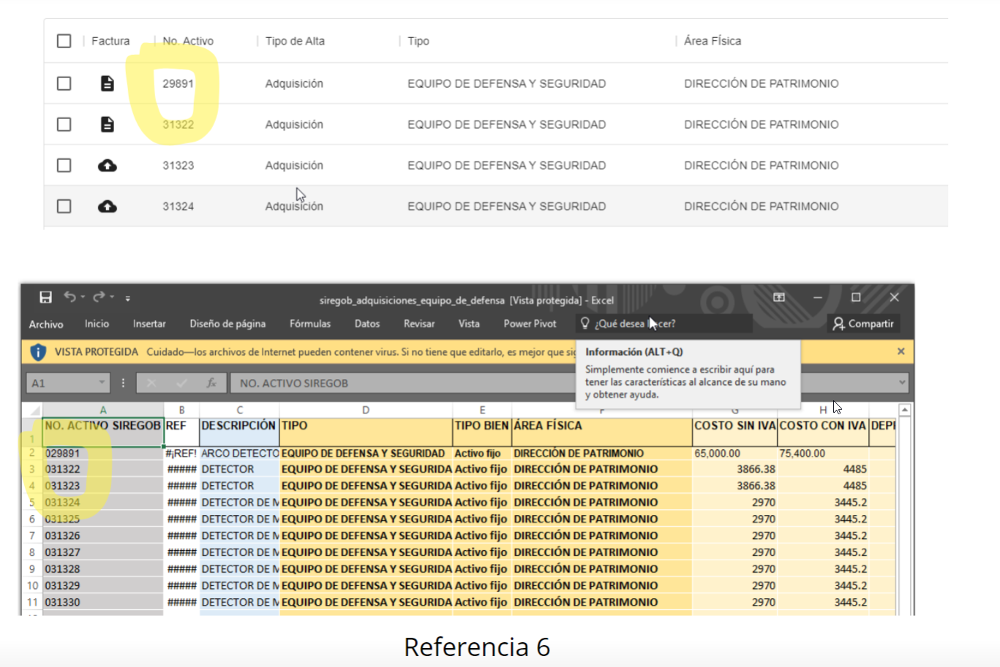 Factura No. Activo Tipo de Alta Tipo Área Física
29891 Adquisición EQUIPO DE DEFENSA Y SEGURIDAD DIRECCIÓN DE PATRIMONIO
31322 Adquisición EQUIPO DE DEFENSA Y SEGURIDAD DIRECCIÓN DE PATRIMONIO
31323 Adquisición EQUIPO DE DEFENSA Y SEGURIDAD DIRECCIÓN DE PATRIMONIO
31324 Adquisición EQUIPO DE DEFENSA Y SEGURIDAD DIRECCIÓN DE PATRIMONIO
siregob_adquisiciones_equipo_de_defensa [Vista protegida] - Excel
Archivo Inicio Insertar Diseño de página Fórmulas Datos Revisar Vista Power Pivot ¿Qué desea hacer? Compartir
VISTA PROTEGIDA Cuidado—los archivos de Internet pueden contener virus. Si no tiene que editarlo, es mejor que
Información (ALT+Q)
Simplemente comience a escribir aquí para
tener las características al alcance de su mano
y obtener ayuda.
A1 fx NO. ACTIVO SIREGOB
A B C D E F G H
1 NO. ACTIVO SIREGOB REF DESCRIPCIÓN TIPO TIPO BIEN ÁREA FÍSICA COSTO SIN IVA COSTO CON IVA DEPI
2 029891 #¡REF! ARCO DETECTO EQUIPO DE DEFENSA Y SEGURIDAD Activo fijo DIRECCIÓN DE PATRIMONIO 65,000.00 75,400.00
3 031322 ##### DETECTOR EQUIPO DE DEFENSA Y SEGURIDA Activo fijo DIRECCIÓN DE PATRIMONIO 3866.38 4485
4 031323 ##### DETECTOR EQUIPO DE DEFENSA Y SEGURIDA Activo fijo DIRECCIÓN DE PATRIMONIO 3866.38 4485
5 031324 ##### DETECTOR DE M EQUIPO DE DEFENSA Y SEGURIDA Activo fijo DIRECCIÓN DE PATRIMONIO 2970 3445.2
6 031325 ##### DETECTOR DE M EQUIPO DE DEFENSA Y SEGURIDA Activo fijo DIRECCIÓN DE PATRIMONIO 2970 3445.2
7 031326 ##### DETECTOR DE M EQUIPO DE DEFENSA Y SEGURIDA Activo fijo DIRECCIÓN DE PATRIMONIO 2970 3445.2
8 031327 ##### DETECTOR DE M EQUIPO DE DEFENSA Y SEGURIDA Activo fijo DIRECCIÓN DE PATRIMONIO 2970 3445.2
9 031328 ##### DETECTOR DE M EQUIPO DE DEFENSA Y SEGURIDA Activo fijo DIRECCIÓN DE PATRIMONIO 2970 3445.2
10 031329 ##### DETECTOR DE M EQUIPO DE DEFENSA Y SEGURIDA Activo fijo DIRECCIÓN DE PATRIMONIO 2970 3445.2
11 031330 ##### DETECTOR DE M EQUIPO DE DEFENSA Y SEGURIDA Activo fijo DIRECCIÓN DE PATRIMONIO 2970 3445.2
Referencia 6